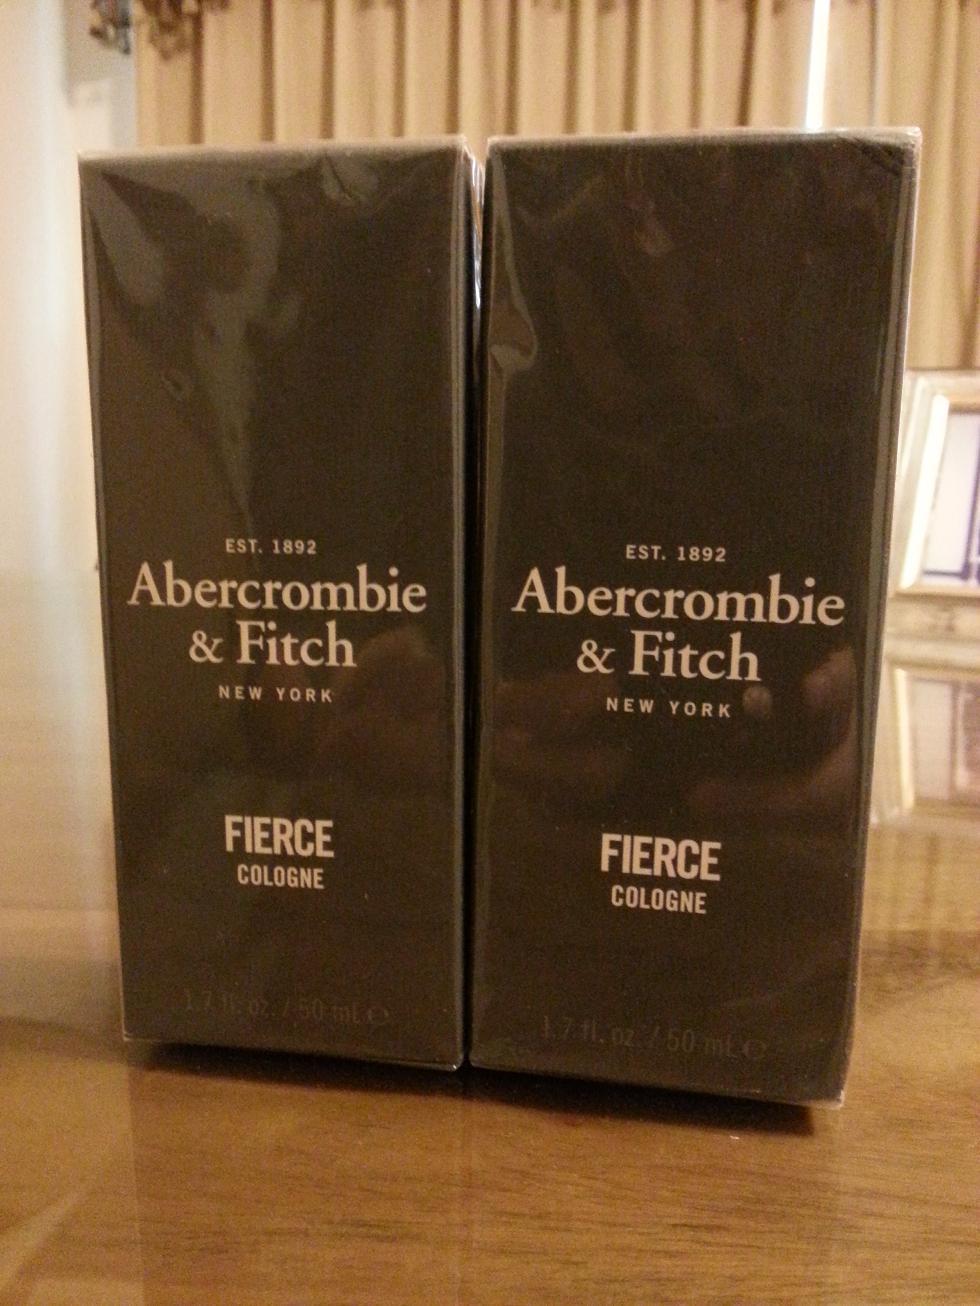 EST. 1892
Abercrombie
& Fitch
NEW YORK
FIERCE
COLOGNE
1.7 fl. oz. / 50 mL ℮
EST. 1892
Abercrombie
& Fitch
NEW YORK
FIERCE
COLOGNE
1.7 fl. oz. / 50 mL ℮